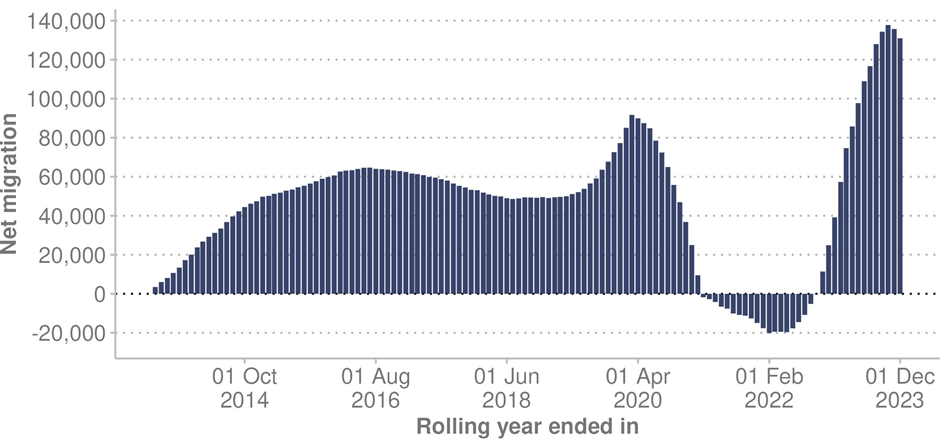 Net migration
140,000
120,000
100,000
80,000
60,000
40,000
20,000
0
-20,000
01 Oct 01 Aug 01 Jun 01 Apr 01 Feb 01 Dec
2014 2016 2018 2020 2022 2023
Rolling year ended in